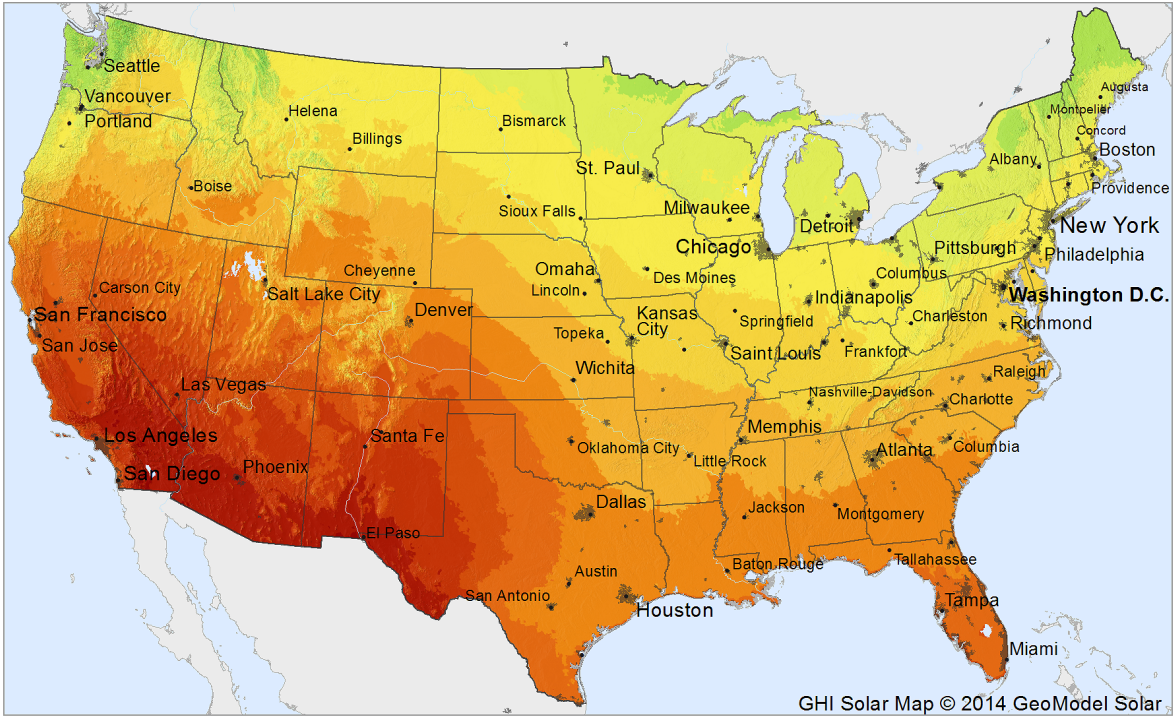 Seattle
Vancouver
Portland
Helena
Billings
Bismarck
St. Paul
Augusta
Montpelier
Concord
Boston
Albany
Providence
Boise
Sioux Falls
Milwaukee
Detroit
New York
Chicago
Pittsburgh
Philadelphia
Cheyenne
Omaha
Des Moines
Columbus
Carson City
Salt Lake City
Lincoln
Indianapolis
Washington D.C.
San Francisco
Denver
Kansas
City
Springfield
Charleston
Richmond
San Jose
Topeka
Saint Louis
Frankfort
Las Vegas
Wichita
Raleigh
Nashville-Davidson
Charlotte
Los Angeles
Santa Fe
Oklahoma City
Memphis
Little Rock
Atlanta
Columbia
San Diego
Phoenix
Dallas
Jackson
Montgomery
El Paso
Austin
Baton Rouge
Tallahassee
San Antonio
Houston
Tampa
Miami
GHI Solar Map © 2014 GeoModel Solar